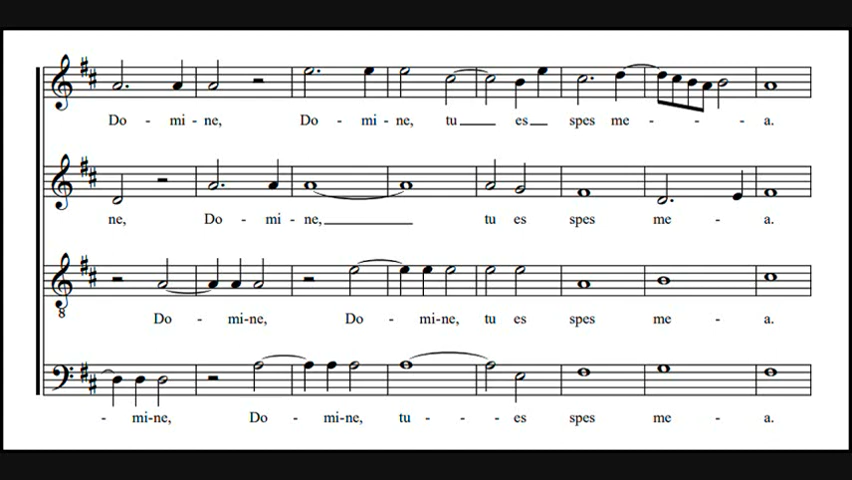 Do - mi - ne, Do - mi - ne, tu es spes me - - - a.
ne, Do - mi - ne, tu es spes me - a.
8
Do - mi-ne, Do - mi-ne, tu es spes me - a.
- mi-ne, Do - mi-ne, tu - - - es spes me - a.